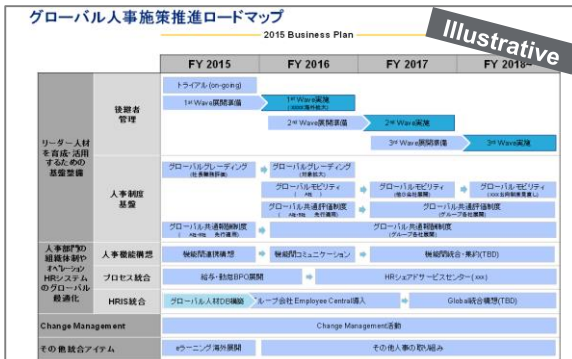 グローバル人事施策推進ロードマップ
Illustrative
2015 Business Plan
FY 2015
FY 2016
FY 2017
FY 2018~
リーダー人材
を育成・活用
するための
基盤整備
後継者
管理
トライアル(on-going)
1st Wave展開準備
1st Wave実施
2nd Wave展開準備
2nd Wave実施
3rd Wave展開準備
3rd Wave実施
人事制度
基盤
グローバルグレーディング
グローバルグレーディング
(対象拡大)
グローバルモビリティ
グローバルモビリティ
グローバルモビリティ
グローバル共通評価制度
グローバル共通評価制度
(グループ会社展開)
グローバル共通報酬制度
グローバル共通報酬制度
(グループ会社展開)
人事部門の
組織体制や
オペレーション
HRシステム
のグローバル
最適化
人事機能構想
機能間連携構想
機能間コミュニケーション
機能間統合・集約(TBD)
プロセス統合
給与・勤怠BPO展開
HRシェアドサービスセンター(xxx)
HRIS統合
グローバル人材DB構築
ループ会社 Employee Central導入
Global統合構想(TBD)
Change Management
Change Management活動
その他統合アイテム
eラーニング海外展開
その他人事の取り組み